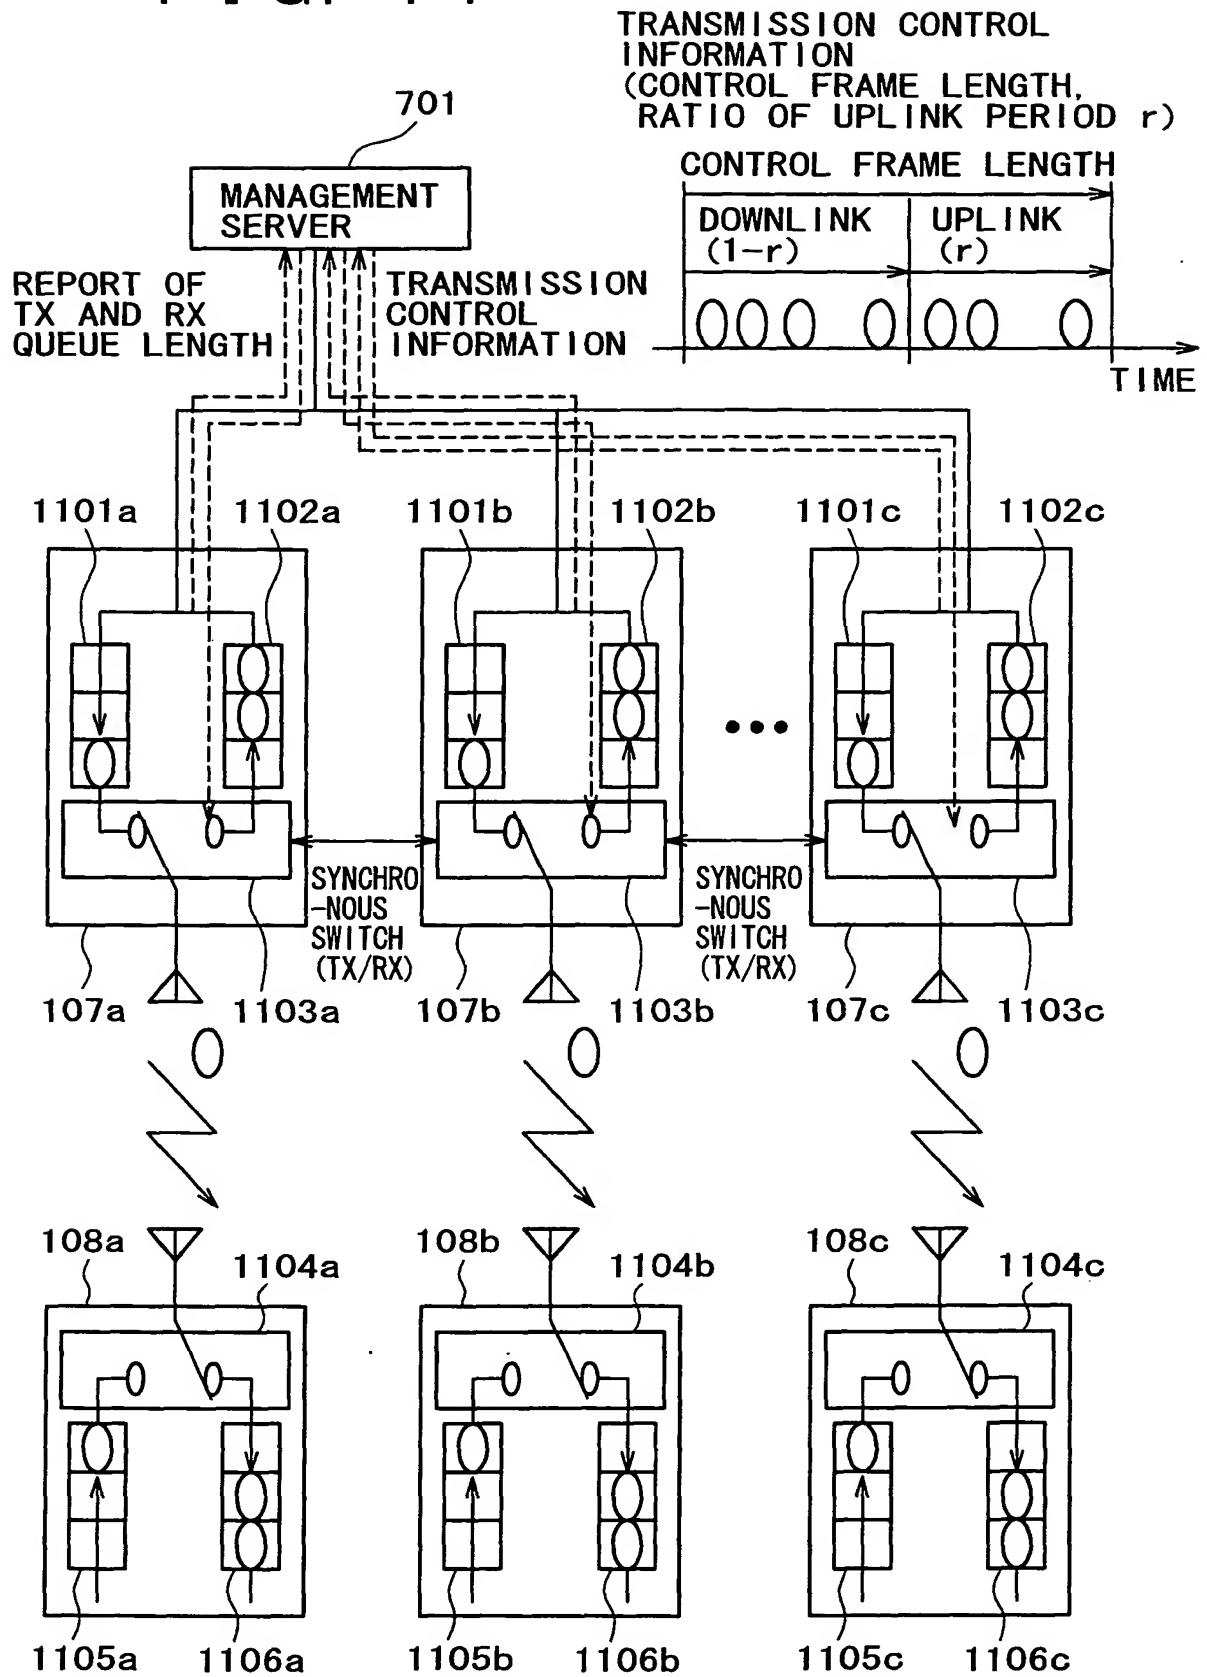 TRANSMISSION CONTROL
INFORMATION
(CONTROL FRAME LENGTH,
RATIO OF UPLINK PERIOD r)
701
CONTROL FRAME LENGTH
MANAGEMENT
SERVER
DOWNLINK
(1-r)
UPLINK
(r)
REPORT OF
TX AND RX
QUEUE LENGTH
TRANSMISSION
CONTROL
INFORMATION
TIME
1101a
1102a
1101b
1102b
1101c
1102c
SYNCHRO
-NOUS
SWITCH
(TX/RX)
SYNCHRO
-NOUS
SWITCH
(TX/RX)
107a
1103a
107b
1103b
107c
1103c
108a
1104a
108b
1104b
108c
1104c
1105a
1106a
1105b
1106b
1105c
1106c